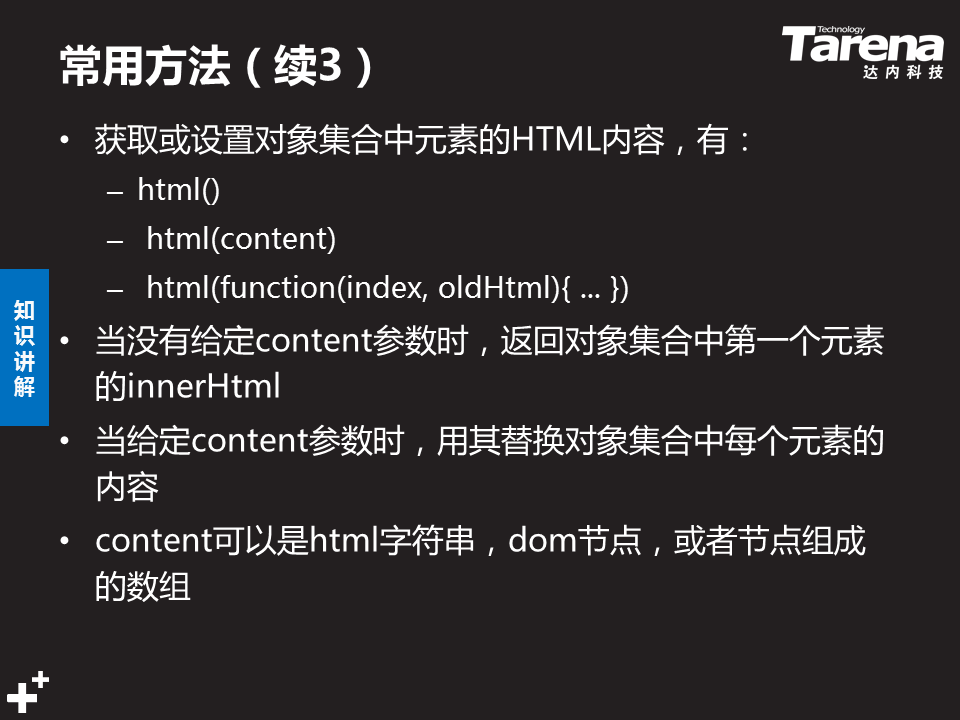 常用方法（续3）
Technology
Tarena
达内科技
• 获取或设置对象集合中元素的HTML内容，有：
– html()
– html(content)
– html(function(index, oldHtml){ ... })
知
识
讲
解
• 当没有给定content参数时，返回对象集合中第一个元素
的innerHtml
• 当给定content参数时，用其替换对象集合中每个元素的
内容
• content可以是html字符串，dom节点，或者节点组成
的数组